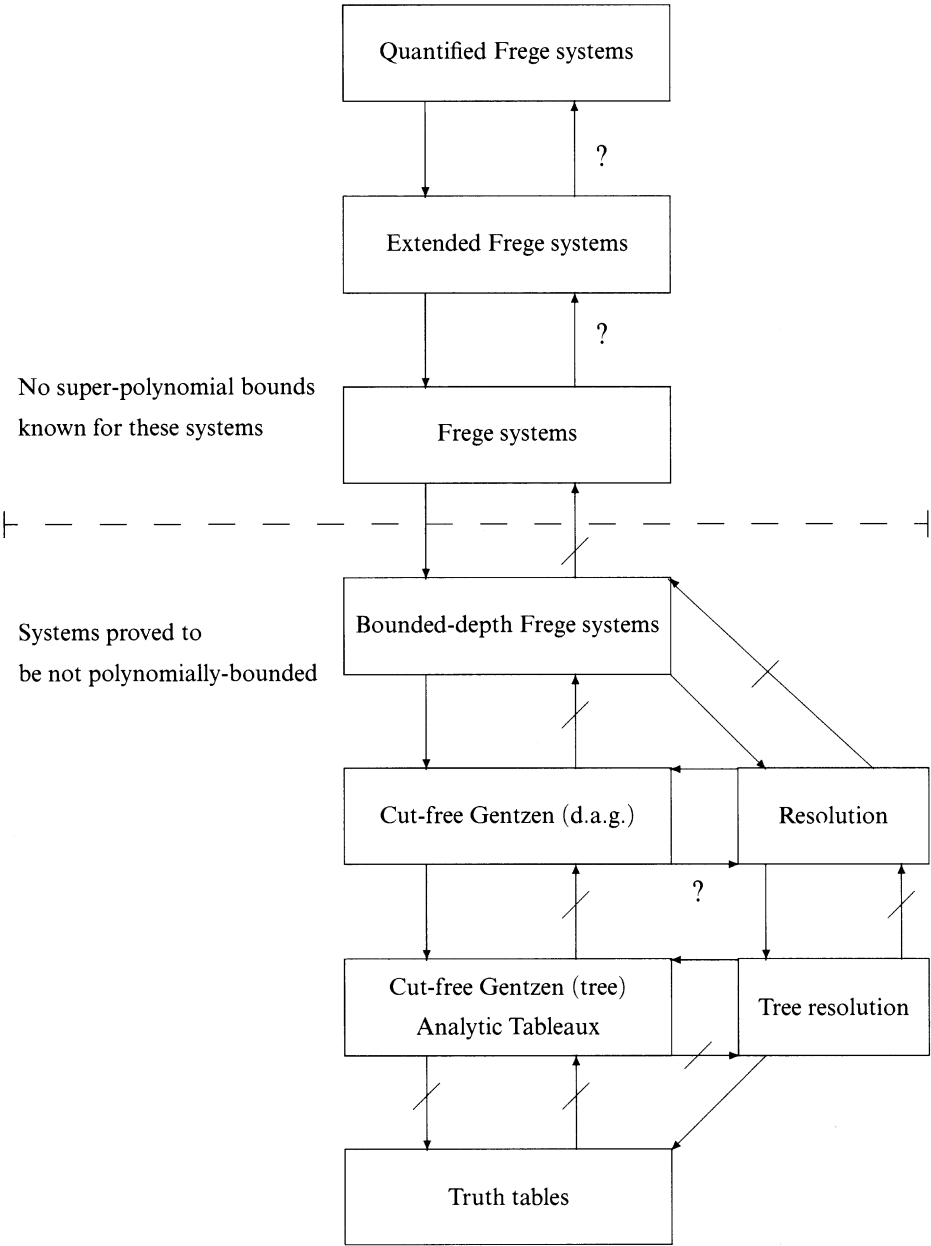 Quantified Frege systems
?
Extended Frege systems
?
No super-polynomial bounds
known for these systems
Frege systems
Bounded-depth Frege systems
Systems proved to
be not polynomially-bounded
Cut-free Gentzen (d.a.g.)
Resolution
?
Cut-free Gentzen (tree)
Analytic Tableaux
Tree resolution
Truth tables